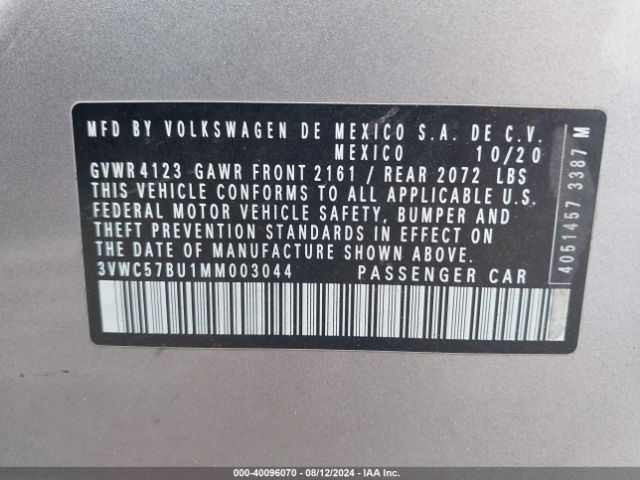 MFD BY VOLKSWAGEN DE MEXICO S.A. DE C.V.
MEXICO 10/20
GVWR 4123 GAWR FRONT 2161 / REAR 2072 LBS
THIS VEHICLE CONFORMS TO ALL APPLICABLE U.S.
FEDERAL MOTOR VEHICLE SAFETY, BUMPER AND
THEFT PREVENTION STANDARDS IN EFFECT ON
THE DATE OF MANUFACTURE SHOWN ABOVE.
3VWC57BU1MM003044 PASSENGER CAR
4051457 3387 M
000-40096070 - 08/12/2024 - IAA Inc.